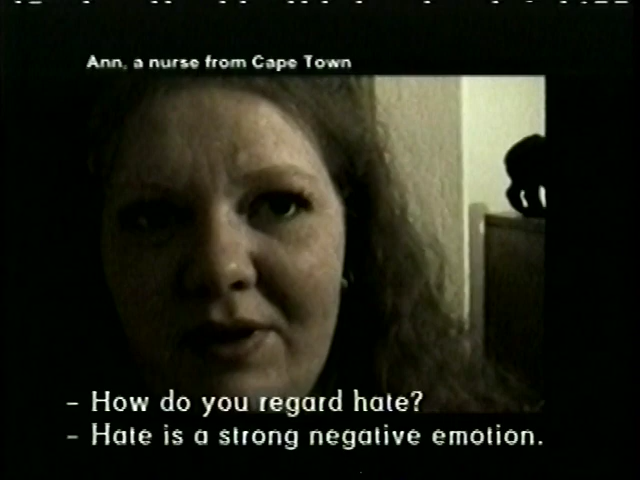 Ann, a nurse from Cape Town
– How do you regard hate?
– Hate is a strong negative emotion.